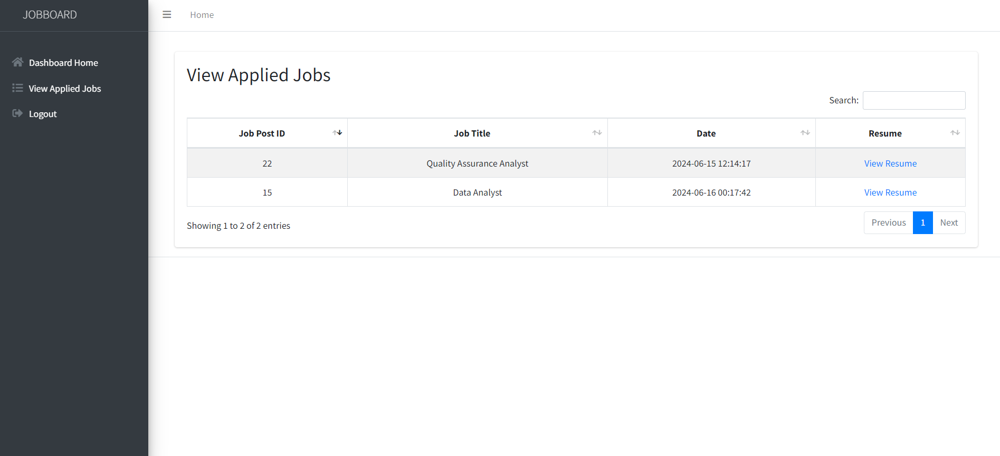 JOBBOARD
Home
Dashboard Home
View Applied Jobs
Logout
View Applied Jobs
Search:
Job Post ID Job Title Date Resume
22 Quality Assurance Analyst 2024-06-15 12:14:17 View Resume
15 Data Analyst 2024-06-16 00:17:42 View Resume
Showing 1 to 2 of 2 entries
Previous 1 Next